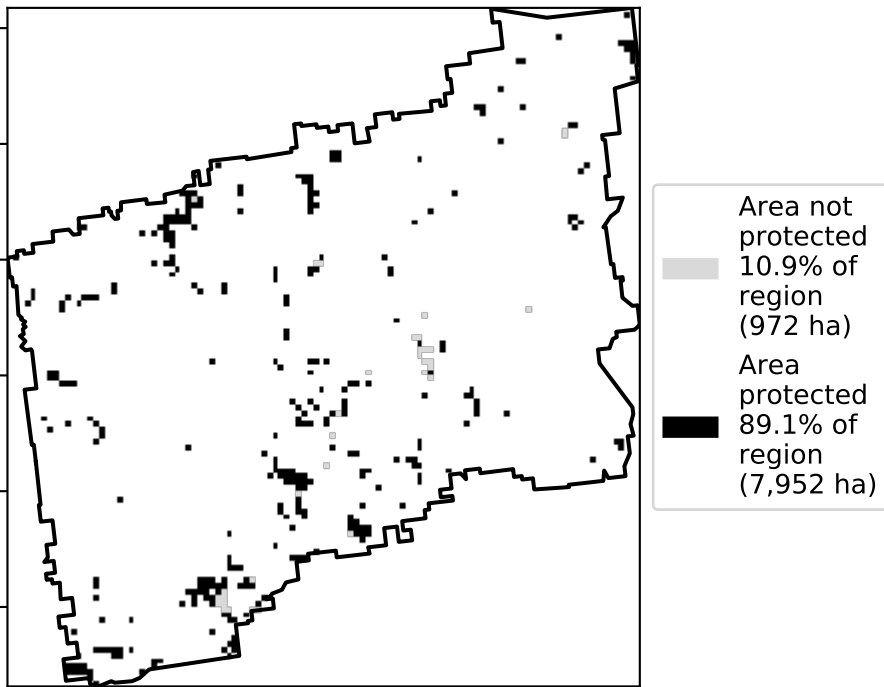 Area not
protected
10.9% of
region
(972 ha)
Area
protected
89.1% of
region
(7,952 ha)